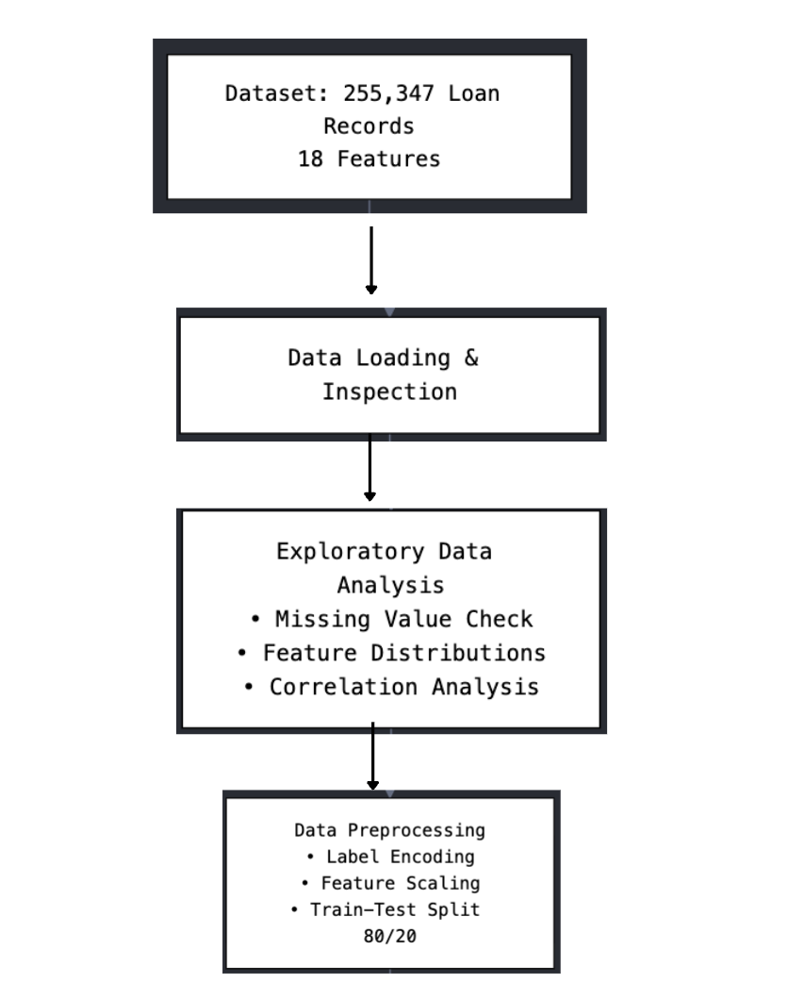 Dataset: 255,347 Loan
Records
18 Features
Data Loading &
Inspection
Exploratory Data
Analysis
• Missing Value Check
• Feature Distributions
• Correlation Analysis
Data Preprocessing
• Label Encoding
• Feature Scaling
• Train–Test Split
80/20